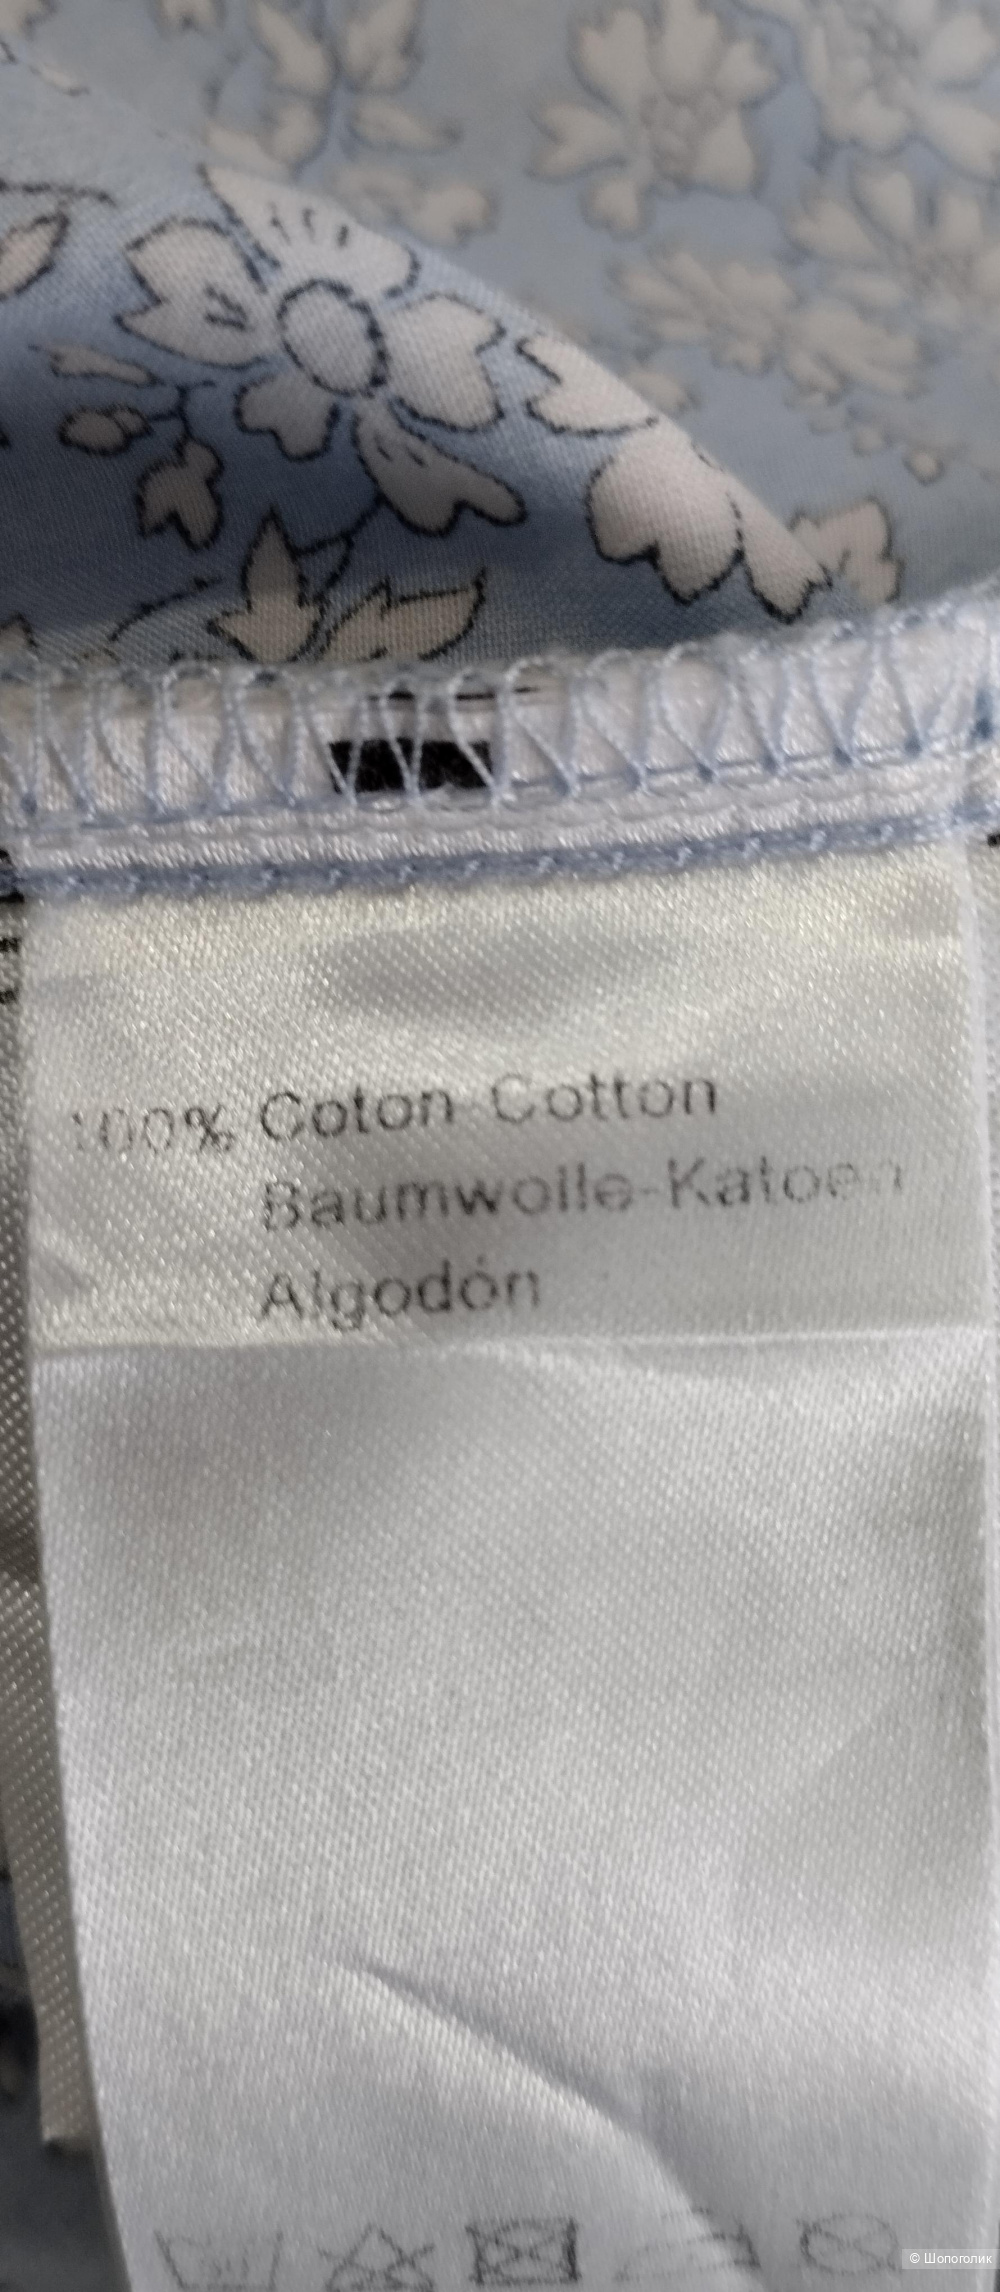 100% Coton-Cotton
Baumwolle-Katoen
Algodón
© Шопоголик